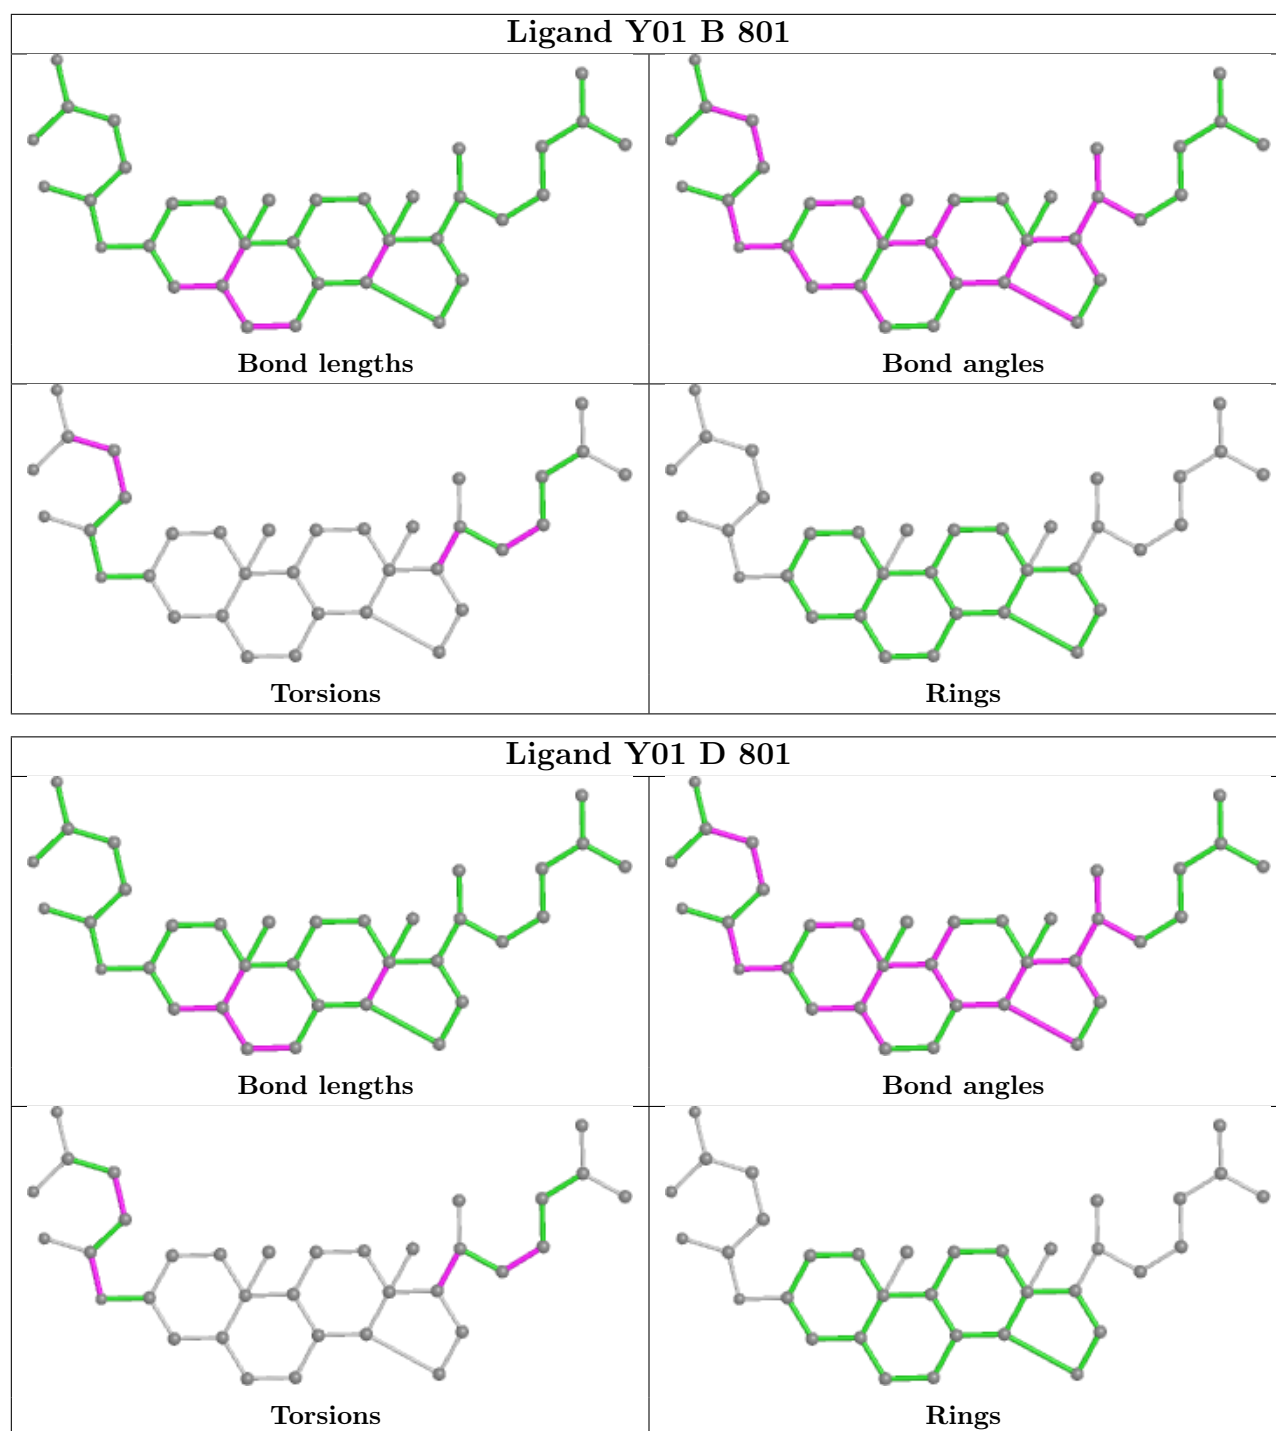 Ligand Y01 B 801
Bond lengths
Bond angles
Torsions
Rings
Ligand Y01 D 801
Bond lengths
Bond angles
Torsions
Rings